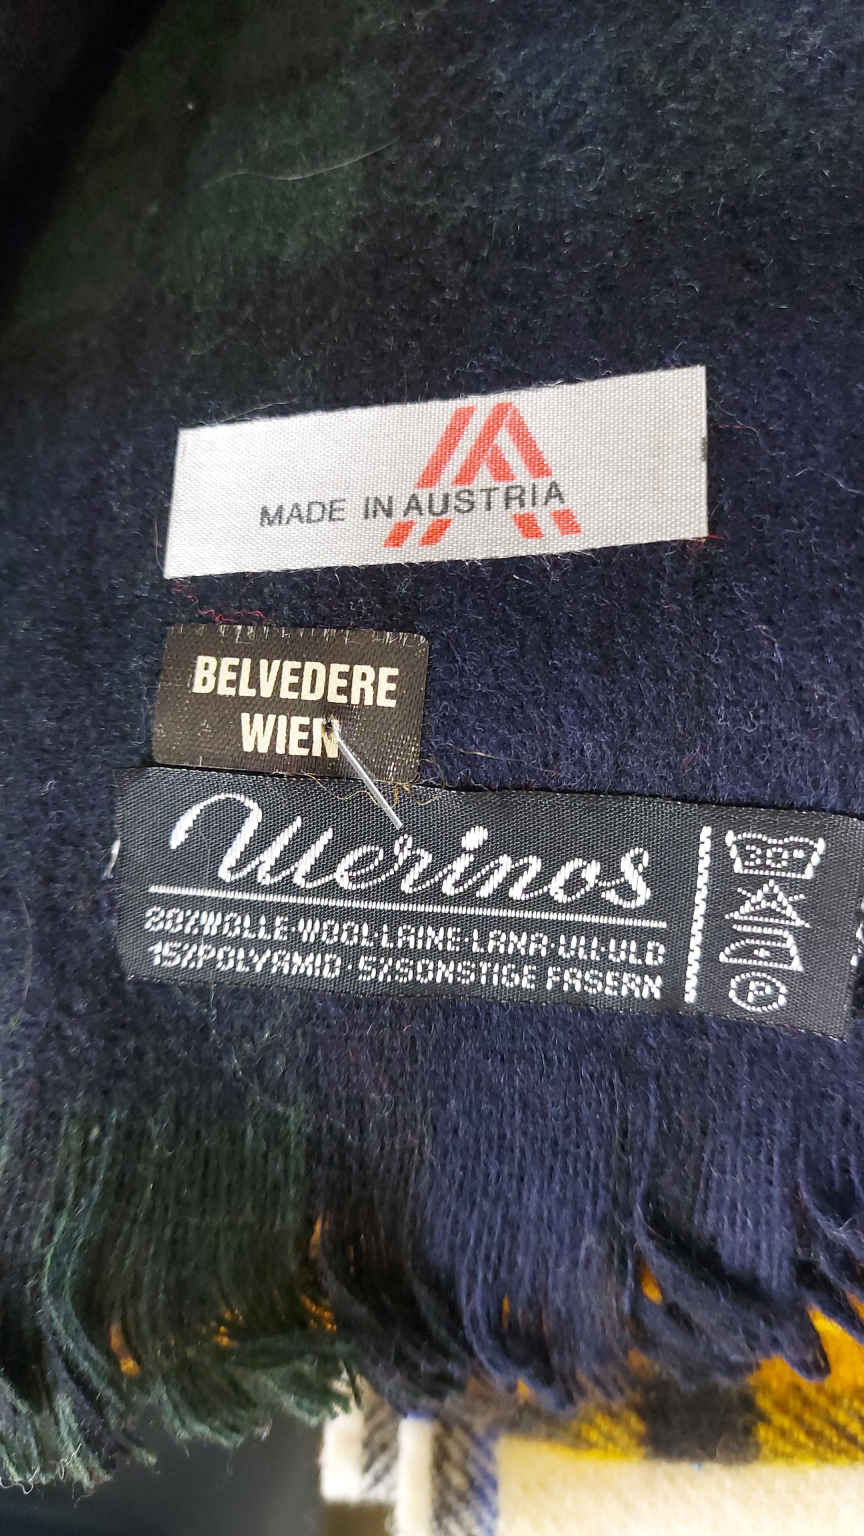 MADE IN AUSTRIA
BELVEDERE
WIEN
Merinos
80%WOLLE·WOOL·LAINE·LANA·ULL·ULD
15%POLYAMID·5%SONSTIGE FASERN
30°
P